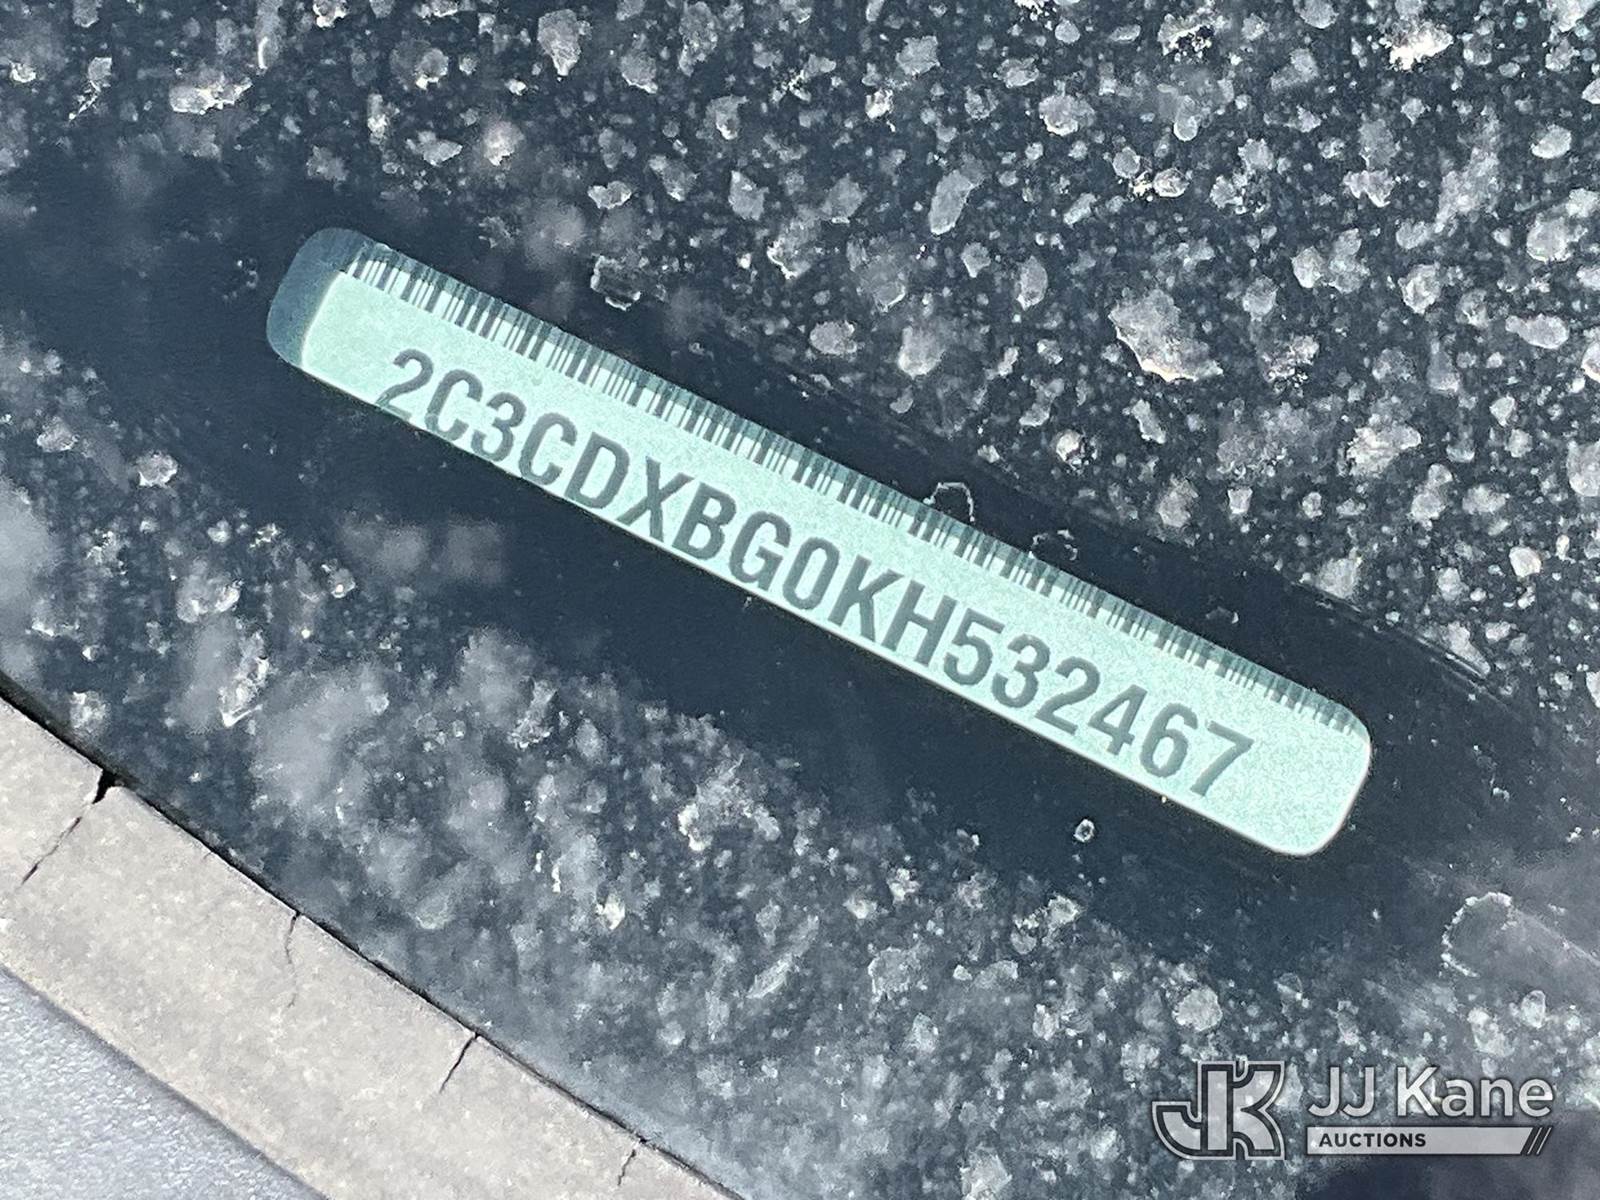 2C3CDXBG0KH532467
JJ Kane
AUCTIONS